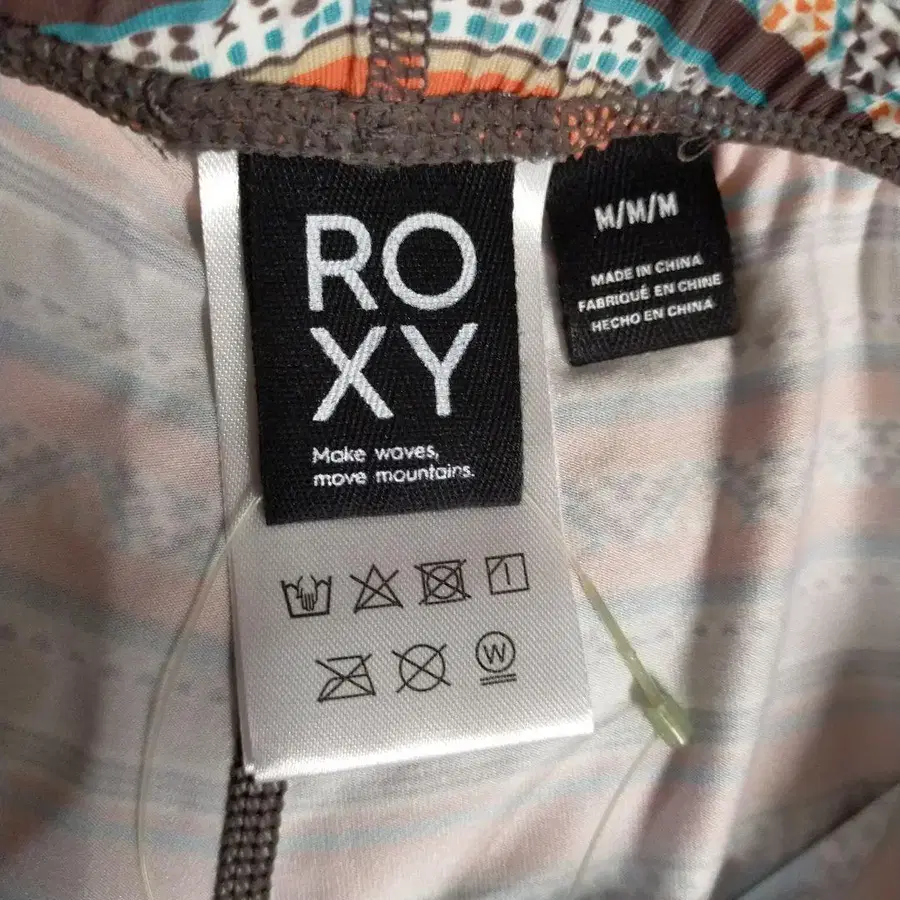 RO
XY
Make waves,
move mountains.
M/M/M
MADE IN CHINA
FABRIQUÉ EN CHINE
HECHO EN CHINA
W